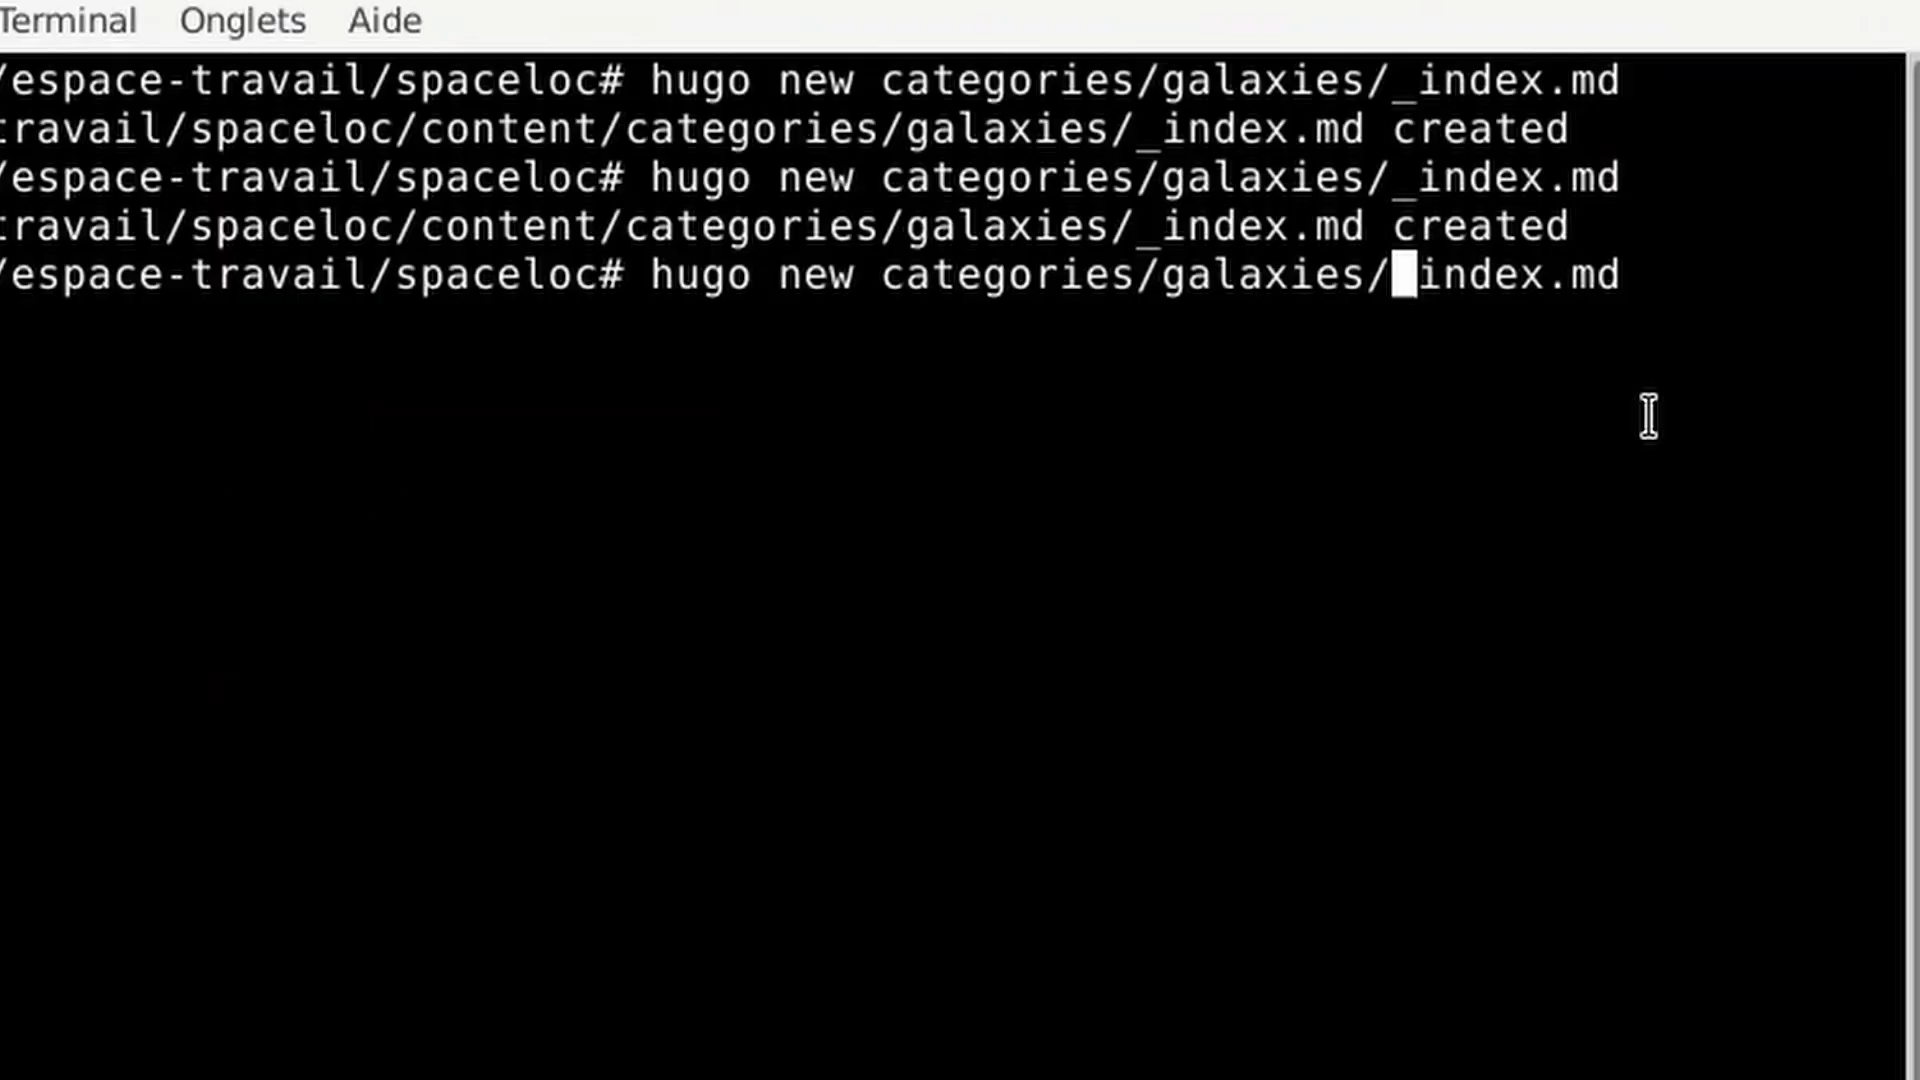 Terminal Onglets Aide
/espace-travail/spaceloc# hugo new categories/galaxies/_index.md
travail/spaceloc/content/categories/galaxies/_index.md created
/espace-travail/spaceloc# hugo new categories/galaxies/_index.md
travail/spaceloc/content/categories/galaxies/_index.md created
/espace-travail/spaceloc# hugo new categories/galaxies/ index.md